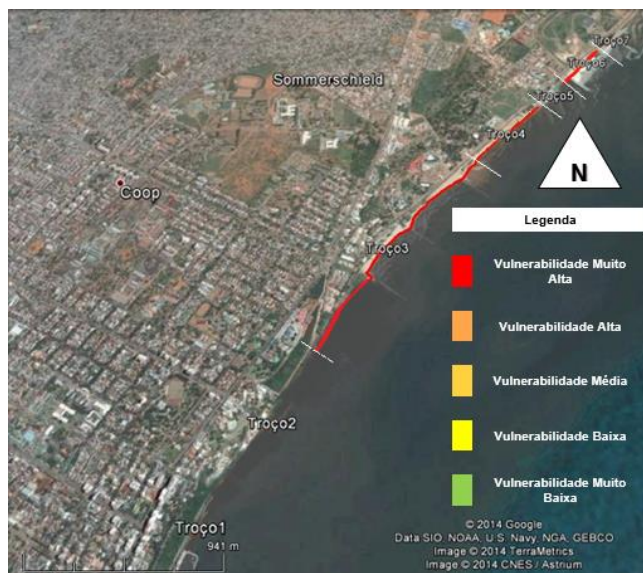 Troço7
Troço6
Sommerschield
Troço5
Troço4
N
Coop
Legenda
Troço3
Vulnerabilidade Muito
Alta
Vulnerabilidade Alta
Vulnerabilidade Média
Troço2
Vulnerabilidade Baixa
Vulnerabilidade Muito
Baixa
Troço1
941 m
© 2014 Google
Data SIO, NOAA, U.S. Navy, NGA, GEBCO
Image © 2014 TerraMetrics
Image © 2014 CNES / Astrium